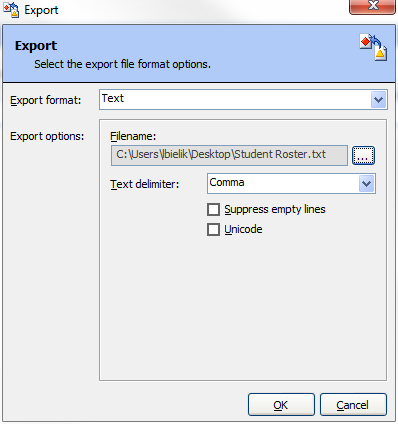 Export
Export
Select the export file format options.
Export format: Text
Export options:
Filename:
C:\Users\lbielik\Desktop\Student Roster.txt ...
Text delimiter: Comma
Suppress empty lines
Unicode
OK Cancel